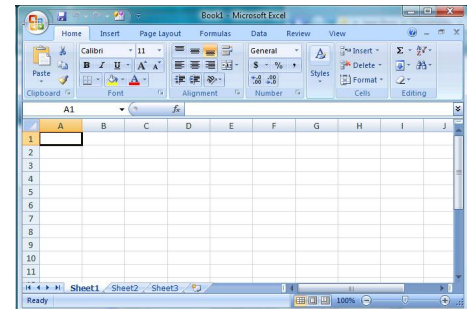 Book1 - Microsoft Excel
Home Insert Page Layout Formulas Data Review View
Calibri 11 General Insert Σ
B I U A A $ % , Delete
Paste A .00 .0 Styles Format
Clipboard Font Alignment Number Cells Editing
A1 fx
A B C D E F G H I J
1
2
3
4
5
6
7
8
9
10
11
Sheet1 Sheet2 Sheet3
Ready 100%